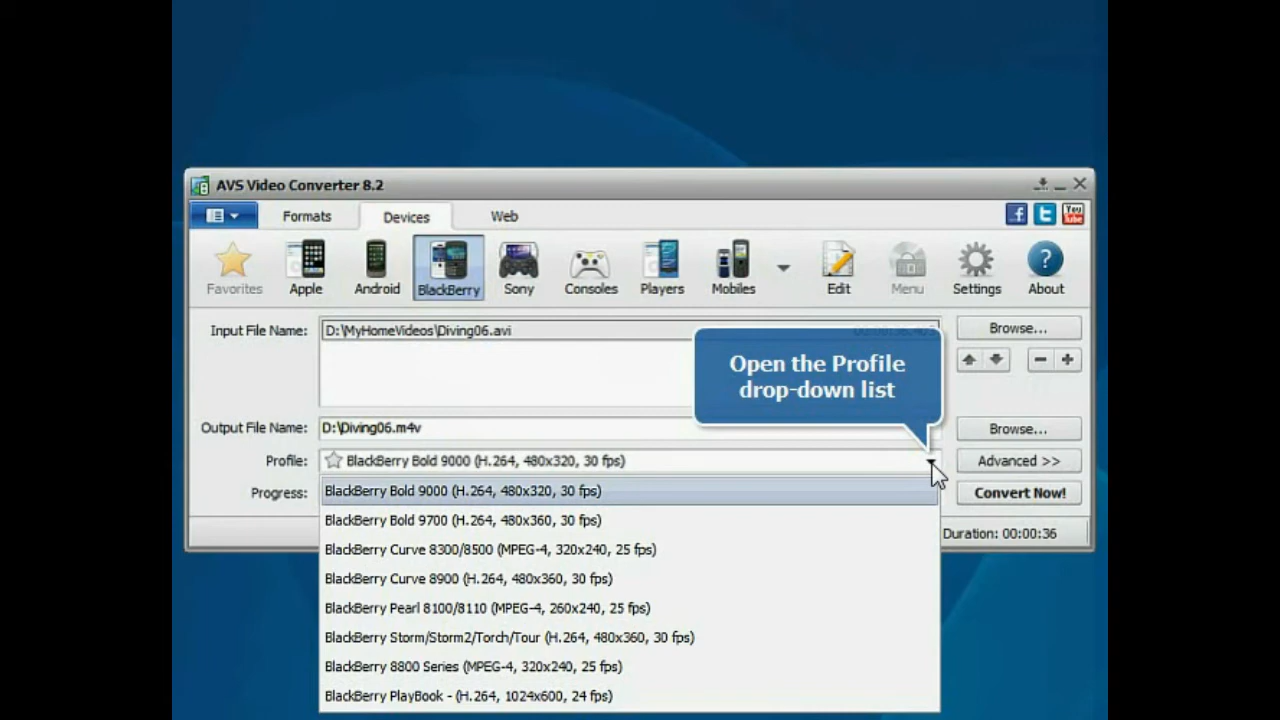 AVS Video Converter 8.2
Formats Devices Web
f t You Tube
Favorites Apple Android BlackBerry Sony Consoles Players Mobiles Edit Menu Settings About
Input File Name: D:\MyHomeVideos\Diving06.avi Browse...
Open the Profile
drop-down list
Output File Name: D:\Diving06.m4v Browse...
Profile: BlackBerry Bold 9000 (H.264, 480x320, 30 fps) Advanced >>
Progress: BlackBerry Bold 9000 (H.264, 480x320, 30 fps) Convert Now!
BlackBerry Bold 9700 (H.264, 480x360, 30 fps)
Duration: 00:00:36
BlackBerry Curve 8300/8500 (MPEG-4, 320x240, 25 fps)
BlackBerry Curve 8900 (H.264, 480x360, 30 fps)
BlackBerry Pearl 8100/8110 (MPEG-4, 260x240, 25 fps)
BlackBerry Storm/Storm2/Torch/Tour (H.264, 480x360, 30 fps)
BlackBerry 8800 Series (MPEG-4, 320x240, 25 fps)
BlackBerry PlayBook - (H.264, 1024x600, 24 fps)